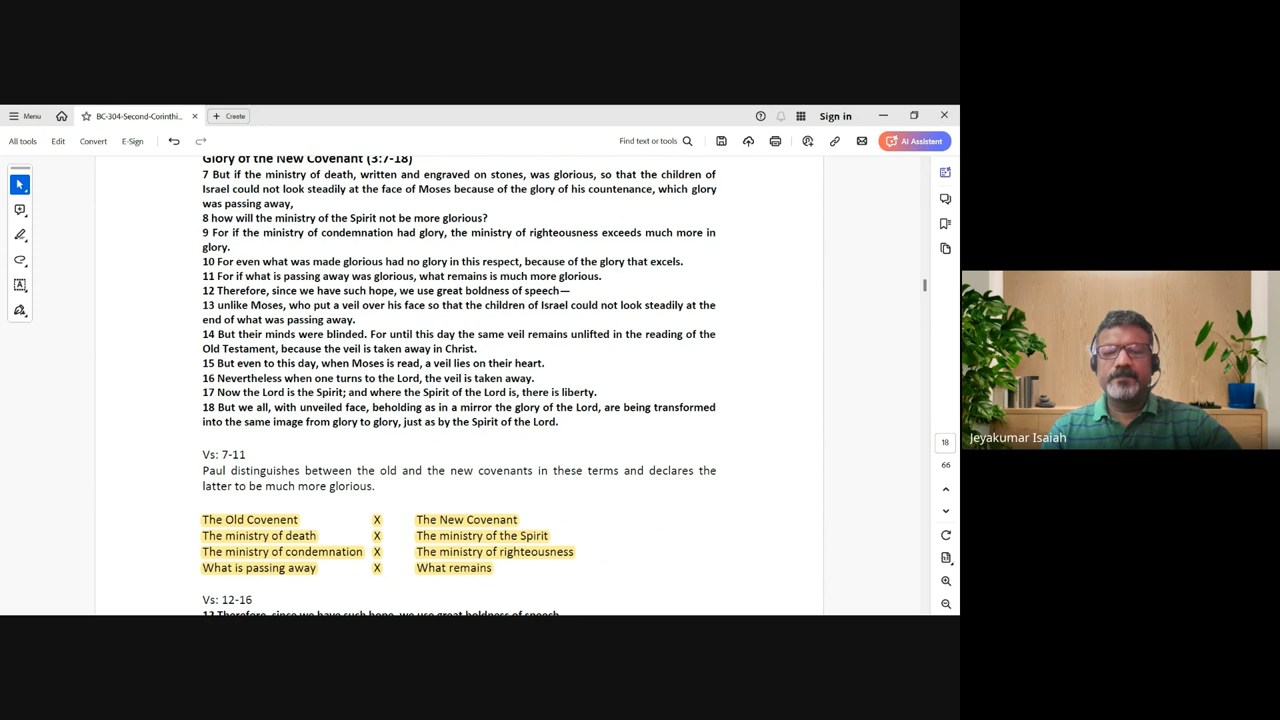 Menu
BC-304-Second-Corinthi...
Create
Sign in
All tools
Edit
Convert
E-Sign
Find text or tools
AI Assistant
Glory of the New Covenant (3:7-18)
7 But if the ministry of death, written and engraved on stones, was glorious, so that the children of
Israel could not look steadily at the face of Moses because of the glory of his countenance, which glory
was passing away,
8 how will the ministry of the Spirit not be more glorious?
9 For if the ministry of condemnation had glory, the ministry of righteousness exceeds much more in
glory.
10 For even what was made glorious had no glory in this respect, because of the glory that excels.
11 For if what is passing away was glorious, what remains is much more glorious.
12 Therefore, since we have such hope, we use great boldness of speech—
13 unlike Moses, who put a veil over his face so that the children of Israel could not look steadily at the
end of what was passing away.
14 But their minds were blinded. For until this day the same veil remains unlifted in the reading of the
Old Testament, because the veil is taken away in Christ.
15 But even to this day, when Moses is read, a veil lies on their heart.
16 Nevertheless when one turns to the Lord, the veil is taken away.
17 Now the Lord is the Spirit; and where the Spirit of the Lord is, there is liberty.
18 But we all, with unveiled face, beholding as in a mirror the glory of the Lord, are being transformed
into the same image from glory to glory, just as by the Spirit of the Lord.
Vs: 7-11
Paul distinguishes between the old and the new covenants in these terms and declares the
latter to be much more glorious.
The Old Covenent X The New Covenant
The ministry of death X The ministry of the Spirit
The ministry of condemnation X The ministry of righteousness
What is passing away X What remains
Vs: 12-16
12 Therefore, since we have such hope, we use great boldness of speech
18
66
Jeyakumar Isaiah